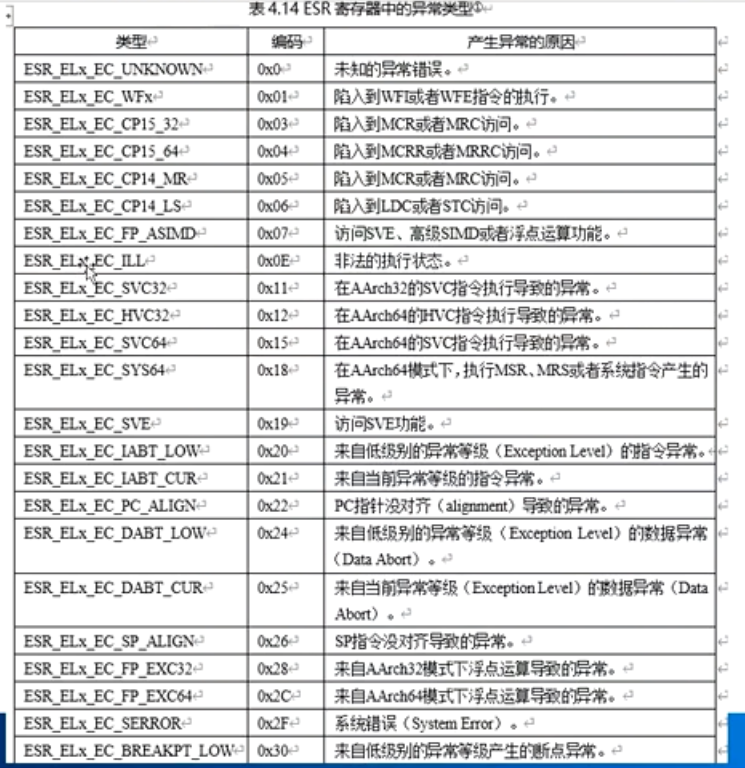 表 4.14 ESR 寄存器中的异常类型①
类型 编码 产生异常的原因
ESR_ELx_EC_UNKNOWN 0x0 未知的异常错误。
ESR_ELx_EC_WFx 0x01 陷入到WFI或者WFE指令的执行。
ESR_ELx_EC_CP15_32 0x03 陷入到MCR或者MRC访问。
ESR_ELx_EC_CP15_64 0x04 陷入到MCRR或者MRRC访问。
ESR_ELx_EC_CP14_MR 0x05 陷入到MCR或者MRC访问。
ESR_ELx_EC_CP14_LS 0x06 陷入到LDC或者STC访问。
ESR_ELx_EC_FP_ASIMD 0x07 访问SVE、高级SIMD或者浮点运算功能。
ESR_ELx_EC_ILL 0x0E 非法的执行状态。
ESR_ELx_EC_SVC32 0x11 在AArch32的SVC指令执行导致的异常。
ESR_ELx_EC_HVC32 0x12 在AArch64的HVC指令执行导致的异常。
ESR_ELx_EC_SVC64 0x15 在AArch64的SVC指令执行导致的异常。
ESR_ELx_EC_SYS64 0x18 在AArch64模式下，执行MSR、MRS或者系统指令产生的
异常。
ESR_ELx_EC_SVE 0x19 访问SVE功能。
ESR_ELx_EC_IABT_LOW 0x20 来自低级别的异常等级（Exception Level）的指令异常。
ESR_ELx_EC_IABT_CUR 0x21 来自当前异常等级的指令异常。
ESR_ELx_EC_PC_ALIGN 0x22 PC指针没对齐（alignment）导致的异常。
ESR_ELx_EC_DABT_LOW 0x24 来自低级别的异常等级（Exception Level）的数据异常
（Data Abort）。
ESR_ELx_EC_DABT_CUR 0x25 来自当前异常等级（Exception Level）的数据异常（Data
Abort）。
ESR_ELx_EC_SP_ALIGN 0x26 SP指令没对齐导致的异常。
ESR_ELx_EC_FP_EXC32 0x28 来自AArch32模式下浮点运算导致的异常。
ESR_ELx_EC_FP_EXC64 0x2C 来自AArch64模式下浮点运算导致的异常。
ESR_ELx_EC_SERROR 0x2F 系统错误（System Error）。
ESR_ELx_EC_BREAKPT_LOW 0x30 来自低级别的异常等级产生的断点异常。